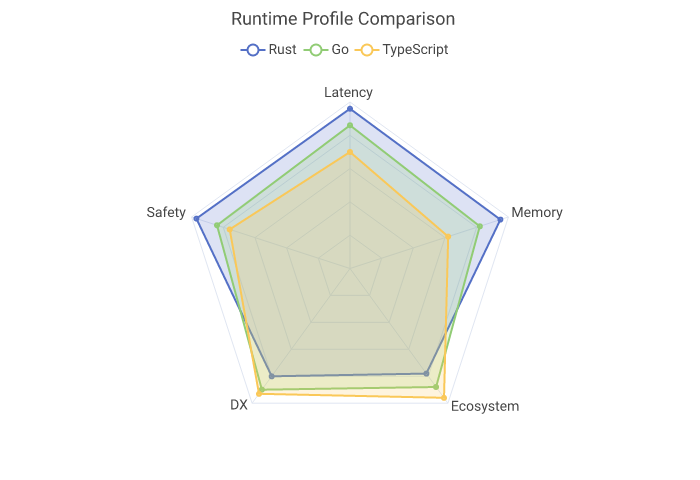 Runtime Profile Comparison
Rust Go TypeScript
Latency
Safety Memory
DX Ecosystem